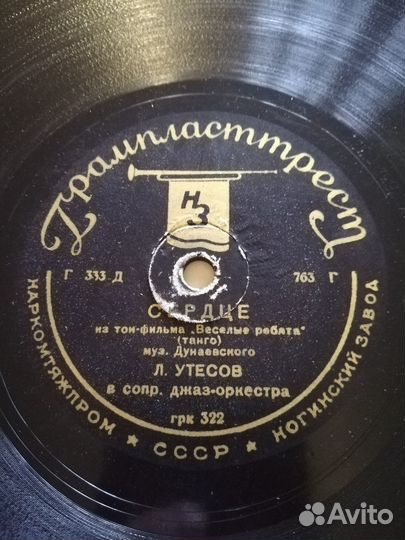 Грампласттрест
НЗ
Г 333 Д
763 Г
СЕРДЦЕ
из тон-фильма „Веселые ребята"
(танго)
муз. Дунаевского
Л. УТЕСОВ
в сопр. джаз-оркестра
грк 322
НАРКОМТЯЖПРОМ ★ СССР ★ НОГИНСКИЙ ЗАВОД
Avito